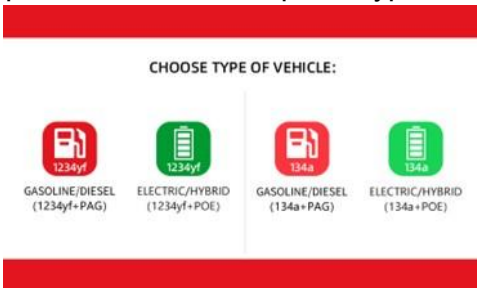 CHOOSE TYPE OF VEHICLE:
1234yf
GASOLINE/DIESEL
(1234yf+PAG)
1234yf
ELECTRIC/HYBRID
(1234yf+POE)
134a
GASOLINE/DIESEL
(134a+PAG)
134a
ELECTRIC/HYBRID
(134a+POE)